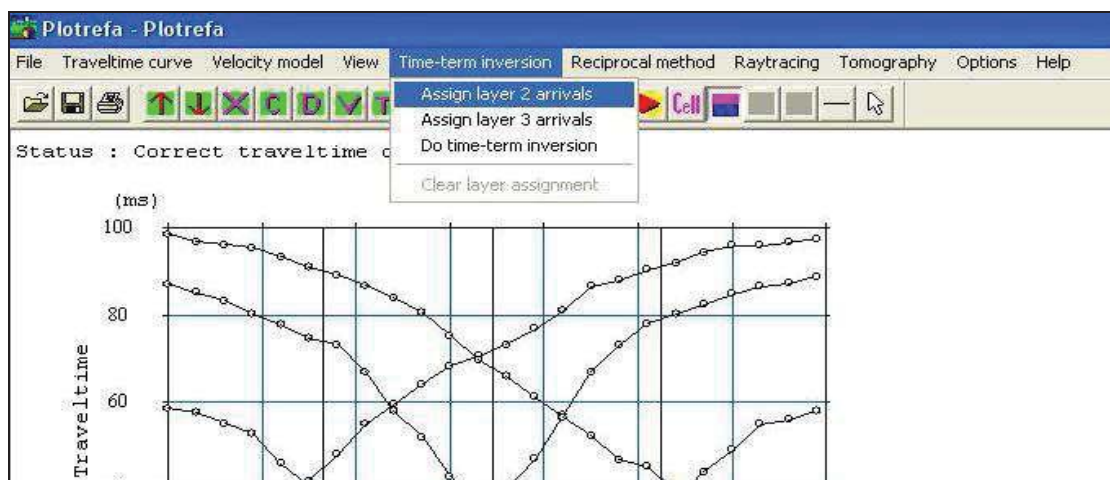 Plotrefa - Plotrefa
File Traveltime curve Velocity model View Time-term inversion Reciprocal method Raytracing Tomography Options Help
C D T Cell
Assign layer 2 arrivals
Assign layer 3 arrivals
Do time-term inversion
Clear layer assignment
Status : Correct traveltime
(ms)
100
80
60
Traveltime